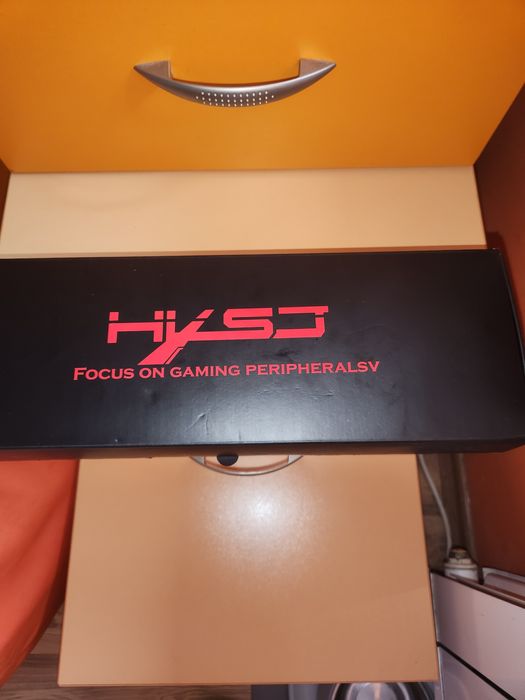 HXSJ
FOCUS ON GAMING PERIPHERALSV